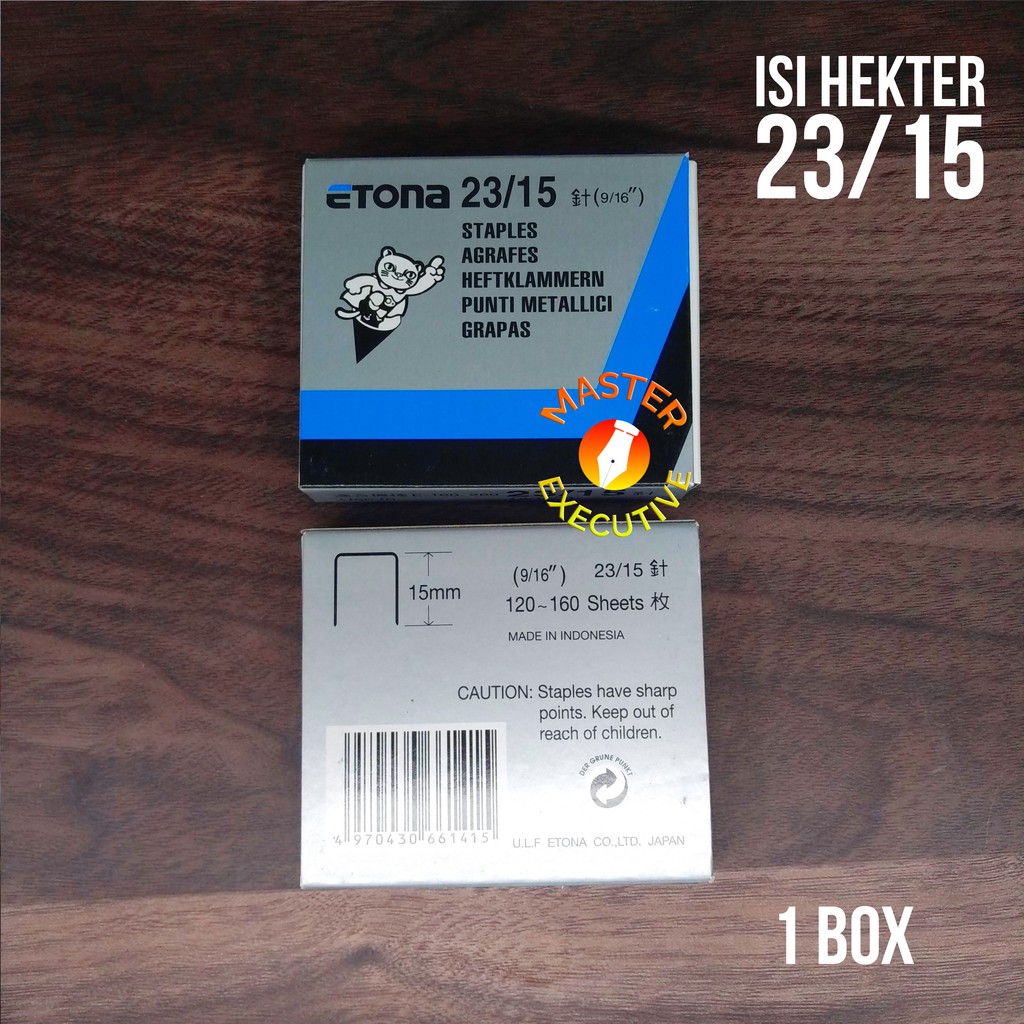 ISI HEKTER
23/15
ETONA 23/15 針(9/16")
STAPLES
AGRAFES
HEFTKLAMMERN
PUNTI METALLICI
GRAPAS
MASTER
EXECUTIVE
23/15
15mm
(9/16") 23/15 針
120~160 Sheets 枚
MADE IN INDONESIA
CAUTION: Staples have sharp
points. Keep out of
reach of children.
DER GRÜNE PUNKT
4 970430 661415
U.L.F ETONA CO.,LTD. JAPAN
1 BOX